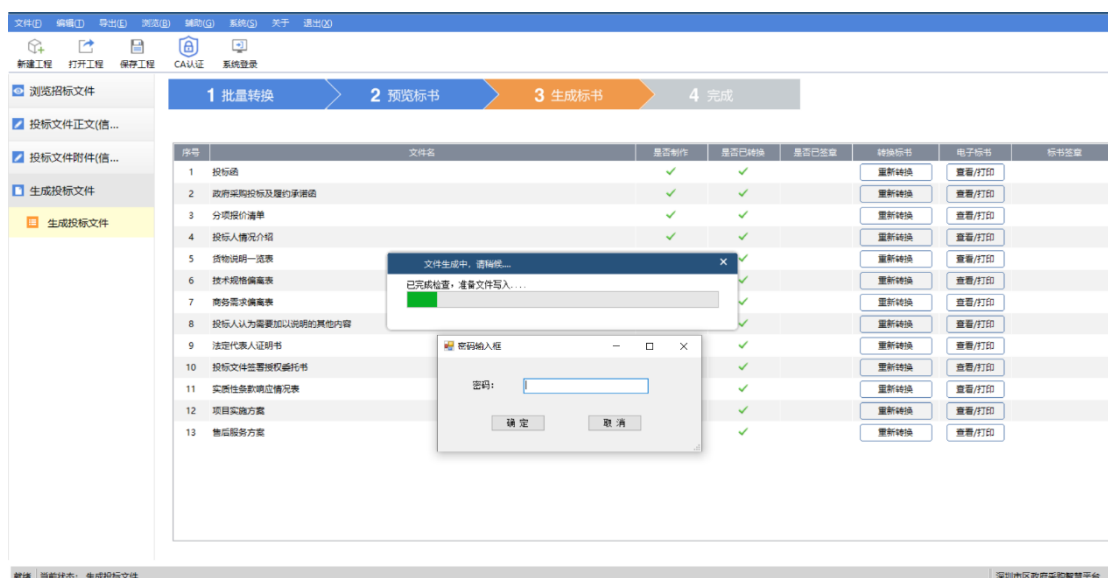 文件(F) 编辑(T) 导出(E) 浏览(B) 辅助(G) 系统(S) 关于 退出(X)
新建工程 打开工程 保存工程 CA认证 系统登录
浏览招标文件
投标文件正文(信...
投标文件附件(信...
生成投标文件
生成投标文件
1 批量转换 2 预览标书 3 生成标书 4 完成
序号 文件名 是否制作 是否已转换 是否已签章 转换标书 电子标书 标书签章
1 投标函 重新转换 查看/打印
2 政府采购投标及履约承诺函 重新转换 查看/打印
3 分项报价清单 重新转换 查看/打印
4 投标人情况介绍 重新转换 查看/打印
5 货物说明一览表 重新转换 查看/打印
6 技术规格偏离表 重新转换 查看/打印
7 商务需求偏离表 重新转换 查看/打印
8 投标人认为需要加以说明的其他内容 重新转换 查看/打印
9 法定代表人证明书 重新转换 查看/打印
10 投标文件签署授权委托书 重新转换 查看/打印
11 实质性条款响应情况表 重新转换 查看/打印
12 项目实施方案 重新转换 查看/打印
13 售后服务方案 重新转换 查看/打印
文件生成中，请稍候....
已完成检查，准备文件写入....
密码输入框
密码：
确 定 取 消
就绪 当前状态： 生成投标文件 深圳市区政府采购智慧平台